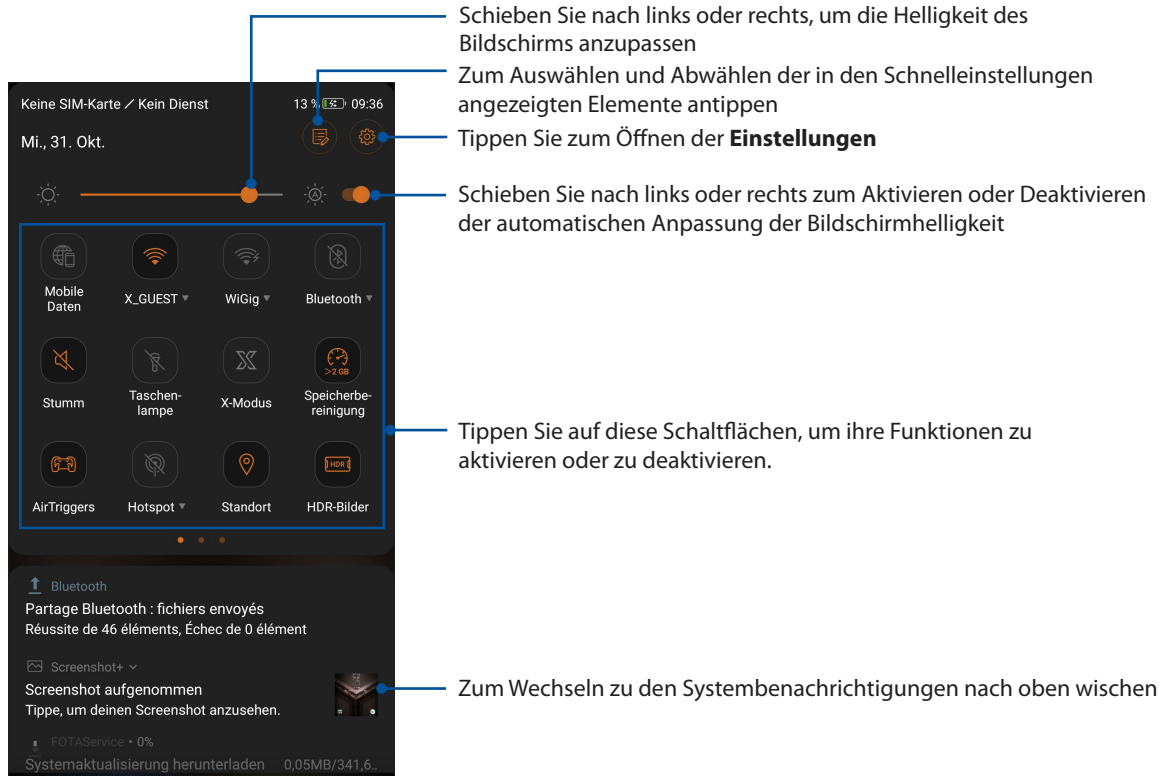 Schieben Sie nach links oder rechts, um die Helligkeit des
Bildschirms anzupassen
Zum Auswählen und Abwählen der in den Schnelleinstellungen
angezeigten Elemente antippen
Tippen Sie zum Öffnen der Einstellungen
Schieben Sie nach links oder rechts zum Aktivieren oder Deaktivieren
der automatischen Anpassung der Bildschirmhelligkeit
Tippen Sie auf diese Schaltflächen, um ihre Funktionen zu
aktivieren oder zu deaktivieren.
Zum Wechseln zu den Systembenachrichtigungen nach oben wischen
Keine SIM-Karte / Kein Dienst 13 % 09:36
Mi., 31. Okt.
A
Mobile
Daten
X_GUEST
WiGig
Bluetooth
>2 GB
Stumm
Taschen-
lampe
X-Modus
Speicherbe-
reinigung
HDR
AirTriggers
Hotspot
Standort
HDR-Bilder
Bluetooth
Partage Bluetooth : fichiers envoyés
Réussite de 46 éléments, Échec de 0 élément
Screenshot+
Screenshot aufgenommen
Tippe, um deinen Screenshot anzusehen.
FOTAService • 0%
Systemaktualisierung herunterladen 0,05MB/341,6..